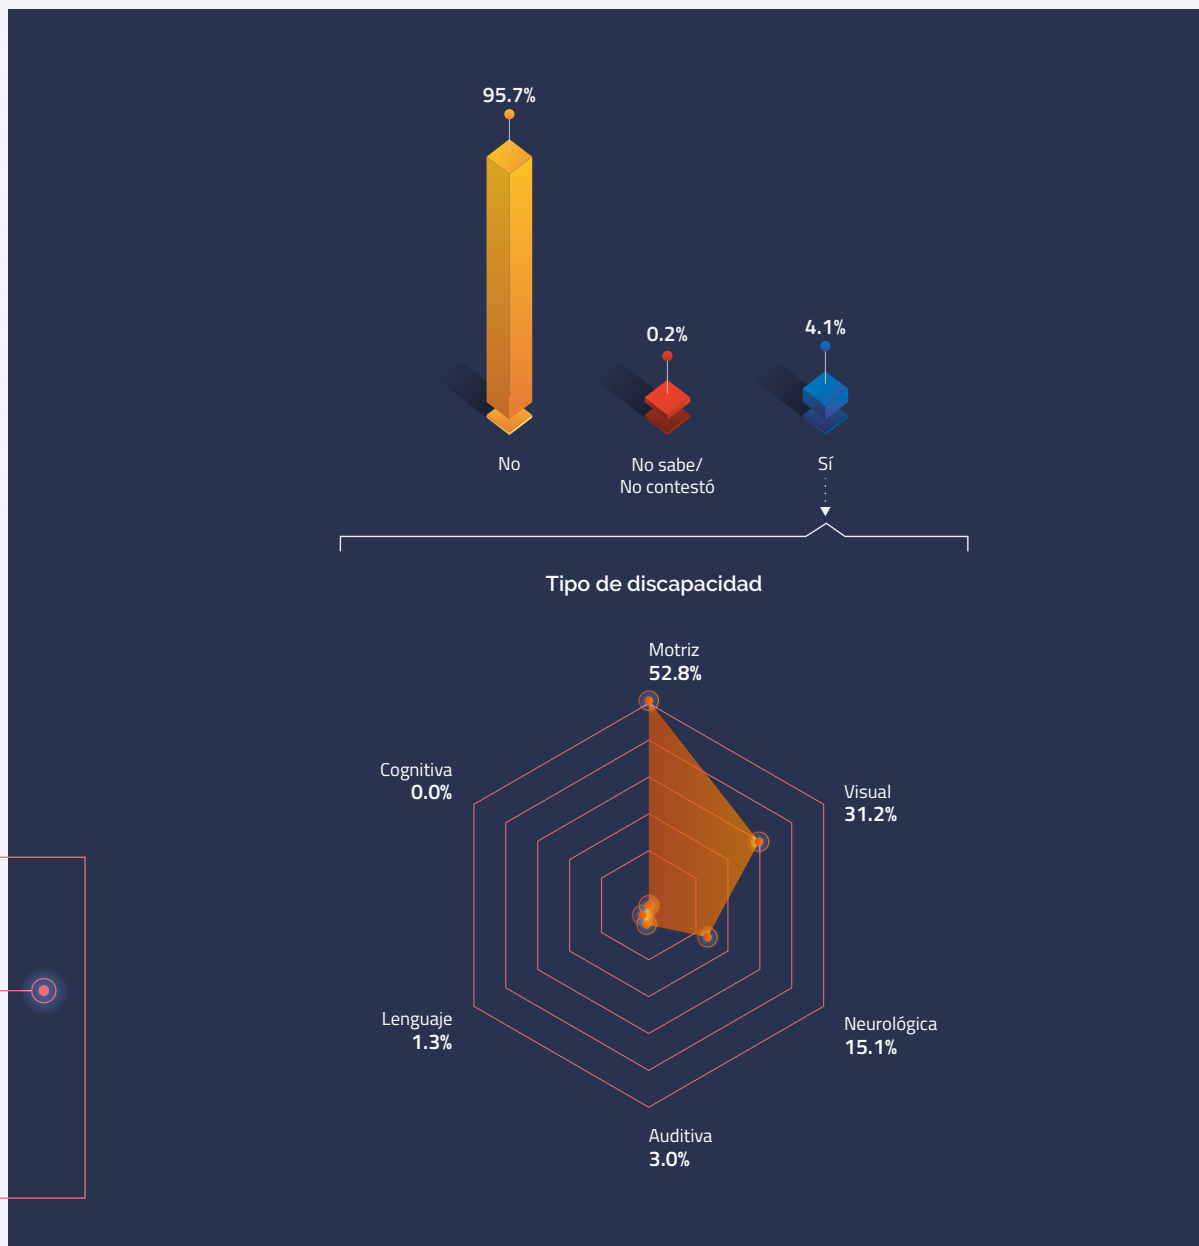 95.7%
0.2%
4.1%
No
No sabe/
No contestó
Sí
Tipo de discapacidad
Motriz
52.8%
Cognitiva
0.0%
Visual
31.2%
Lenguaje
1.3%
Neurológica
15.1%
Auditiva
3.0%